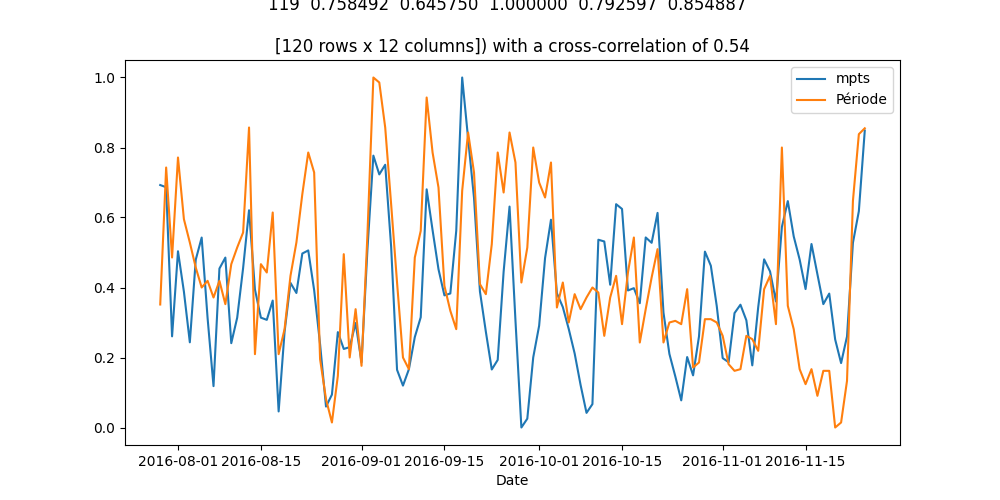 119 0.758492 0.645750 1.000000 0.792597 0.854887
[120 rows x 12 columns]) with a cross-correlation of 0.54
mpts
Période
1.0
0.8
0.6
0.4
0.2
0.0
2016-08-01 2016-08-15 2016-09-01 2016-09-15 2016-10-01 2016-10-15 2016-11-01 2016-11-15
Date